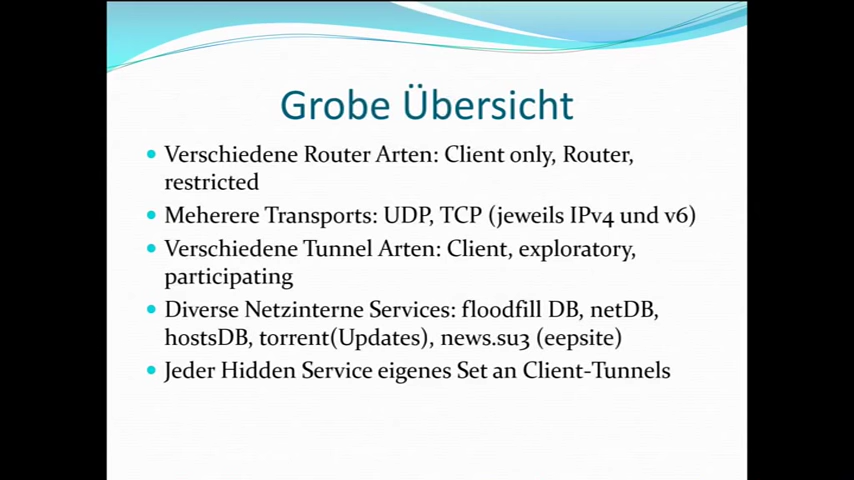 Grobe Übersicht
Verschiedene Router Arten: Client only, Router,
restricted
Meherere Transports: UDP, TCP (jeweils IPv4 und v6)
Verschiedene Tunnel Arten: Client, exploratory,
participating
Diverse Netzinterne Services: floodfill DB, netDB,
hostsDB, torrent(Updates), news.su3 (eepsite)
Jeder Hidden Service eigenes Set an Client-Tunnels